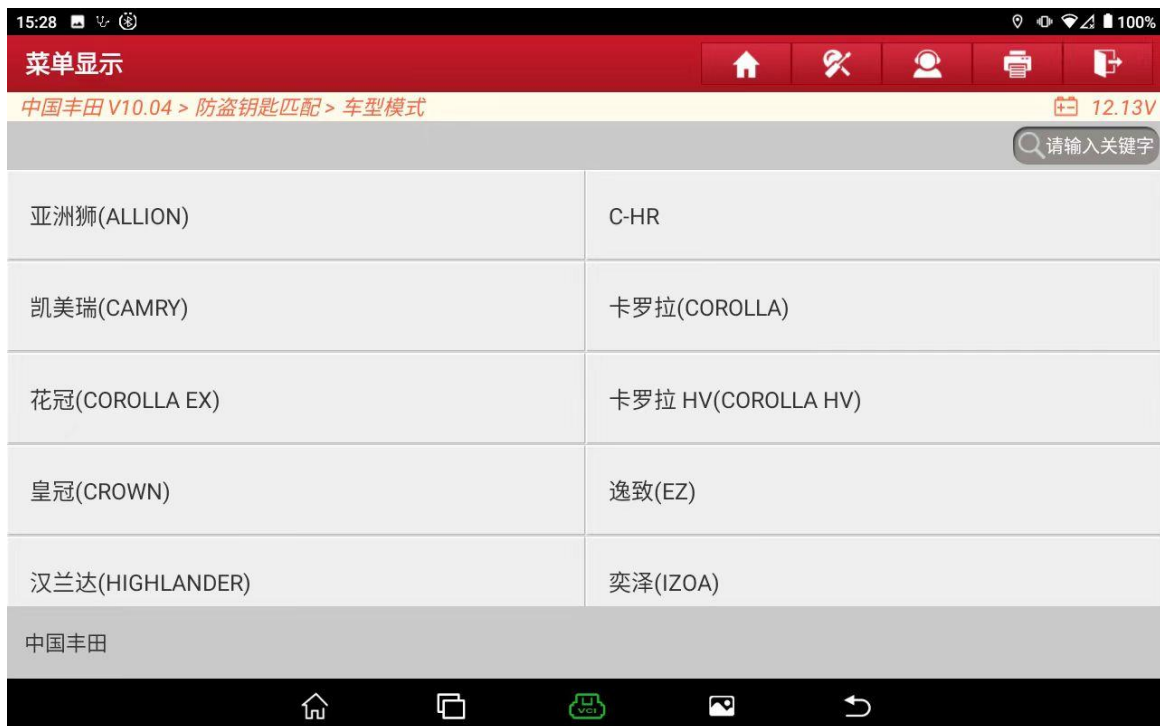 15:28 100%
菜单显示
中国丰田 V10.04 > 防盗钥匙匹配 > 车型模式 12.13V
请输入关键字
亚洲狮(ALLION) C-HR
凯美瑞(CAMRY) 卡罗拉(COROLLA)
花冠(COROLLA EX) 卡罗拉 HV(COROLLA HV)
皇冠(CROWN) 逸致(EZ)
汉兰达(HIGHLANDER) 奕泽(IZOA)
中国丰田
VCI